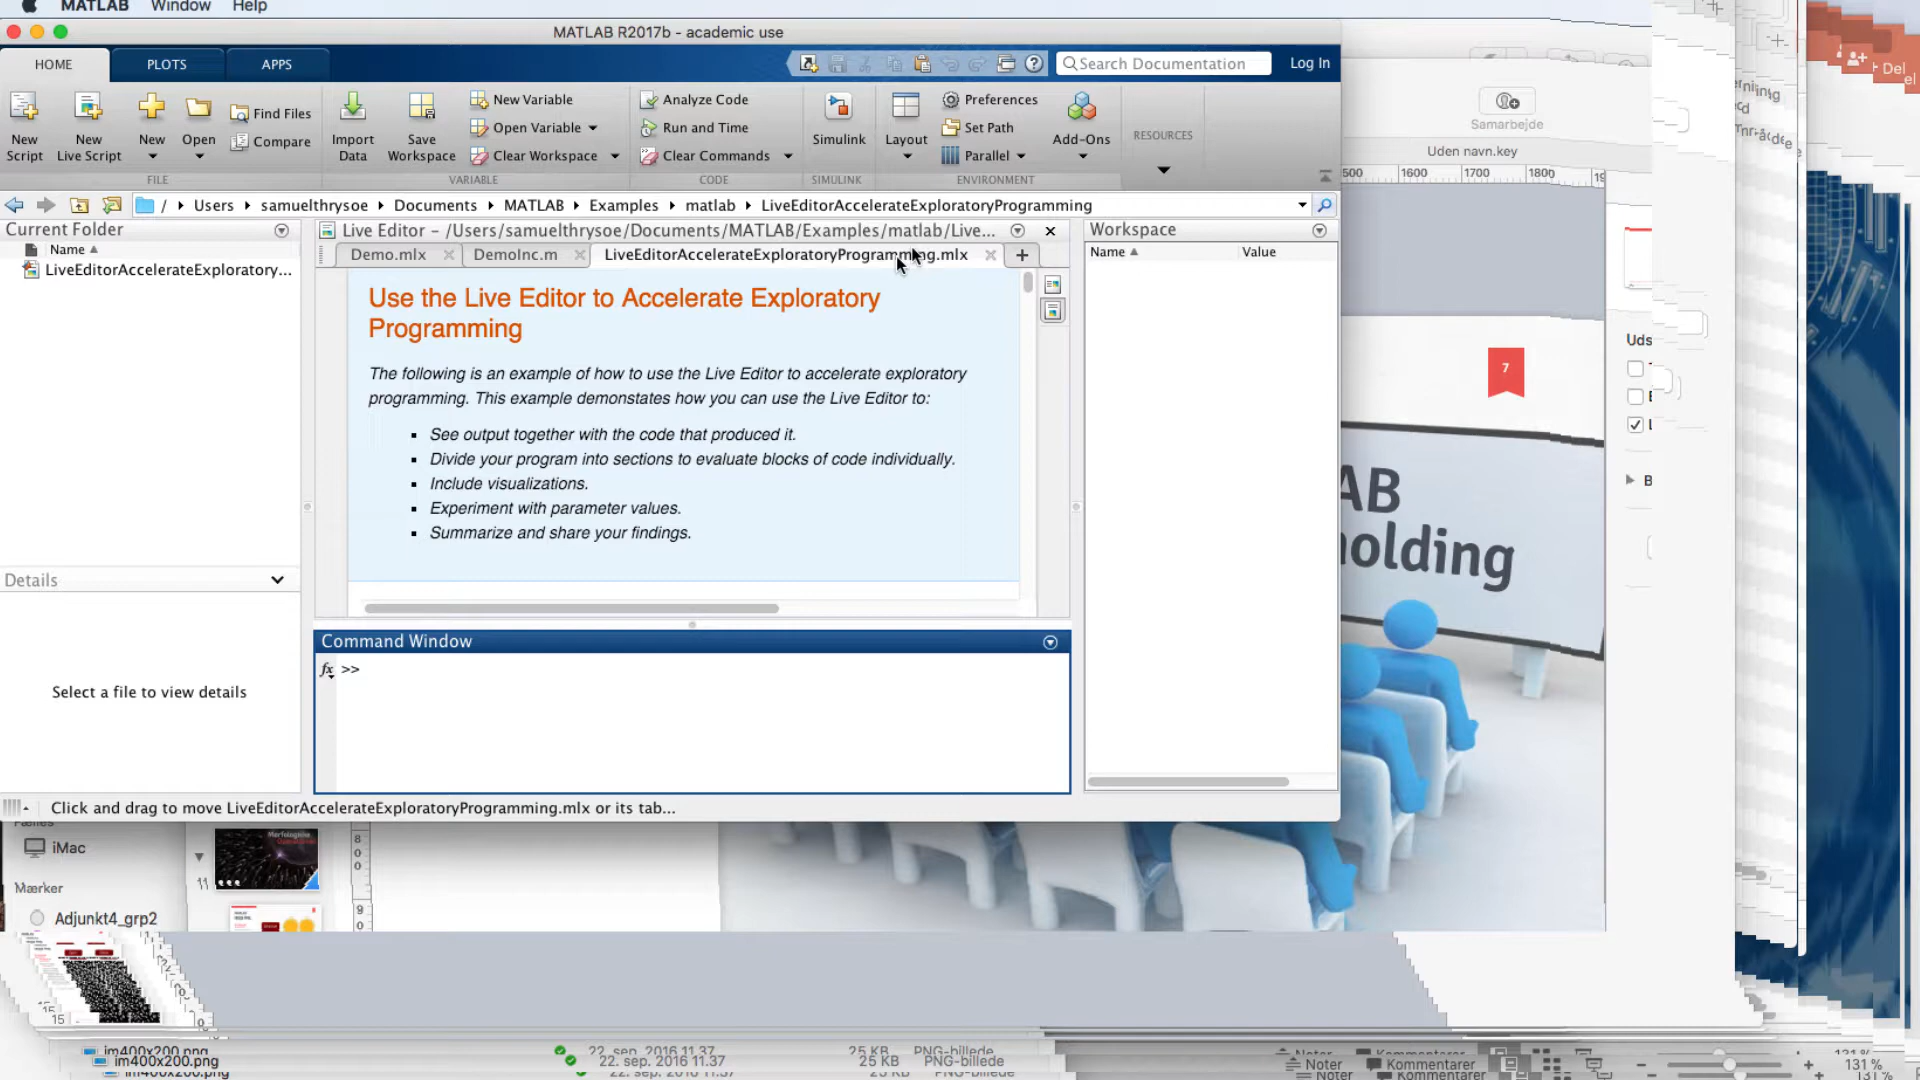 MATLAB Window Help
MATLAB R2017b - academic use
HOME PLOTS APPS
Search Documentation
Log In
New Script
New Live Script
New
Open
Find Files
Compare
Import Data
Save Workspace
New Variable
Open Variable
Clear Workspace
Analyze Code
Run and Time
Clear Commands
Simulink
Layout
Preferences
Set Path
Parallel
Add-Ons
RESOURCES
FILE VARIABLE CODE SIMULINK ENVIRONMENT
/ Users samuelthrysoe Documents MATLAB Examples matlab LiveEditorAccelerateExploratoryProgramming
Current Folder
Name
LiveEditorAccelerateExploratory...
Details
Select a file to view details
Live Editor - /Users/samuelthrysoe/Documents/MATLAB/Examples/matlab/Live...
Demo.mlx DemoInc.m LiveEditorAccelerateExploratoryProgramming.mlx
Use the Live Editor to Accelerate Exploratory
Programming
The following is an example of how to use the Live Editor to accelerate exploratory
programming. This example demonstates how you can use the Live Editor to:
See output together with the code that produced it.
Divide your program into sections to evaluate blocks of code individually.
Include visualizations.
Experiment with parameter values.
Summarize and share your findings.
Command Window
fx >>
Workspace
Name Value
Click and drag to move LiveEditorAccelerateExploratoryProgramming.mlx or its tab...
Samarbejde
Uden navn.key
500 1600 1700 1800
Uds
7
AB
olding
Del
iMac
Mærker
Adjunkt4_grp2
11
15
im400x200.png 22. sep. 2016 11.37 25 KB PNG-billede
Noter Kommentarer 131 %